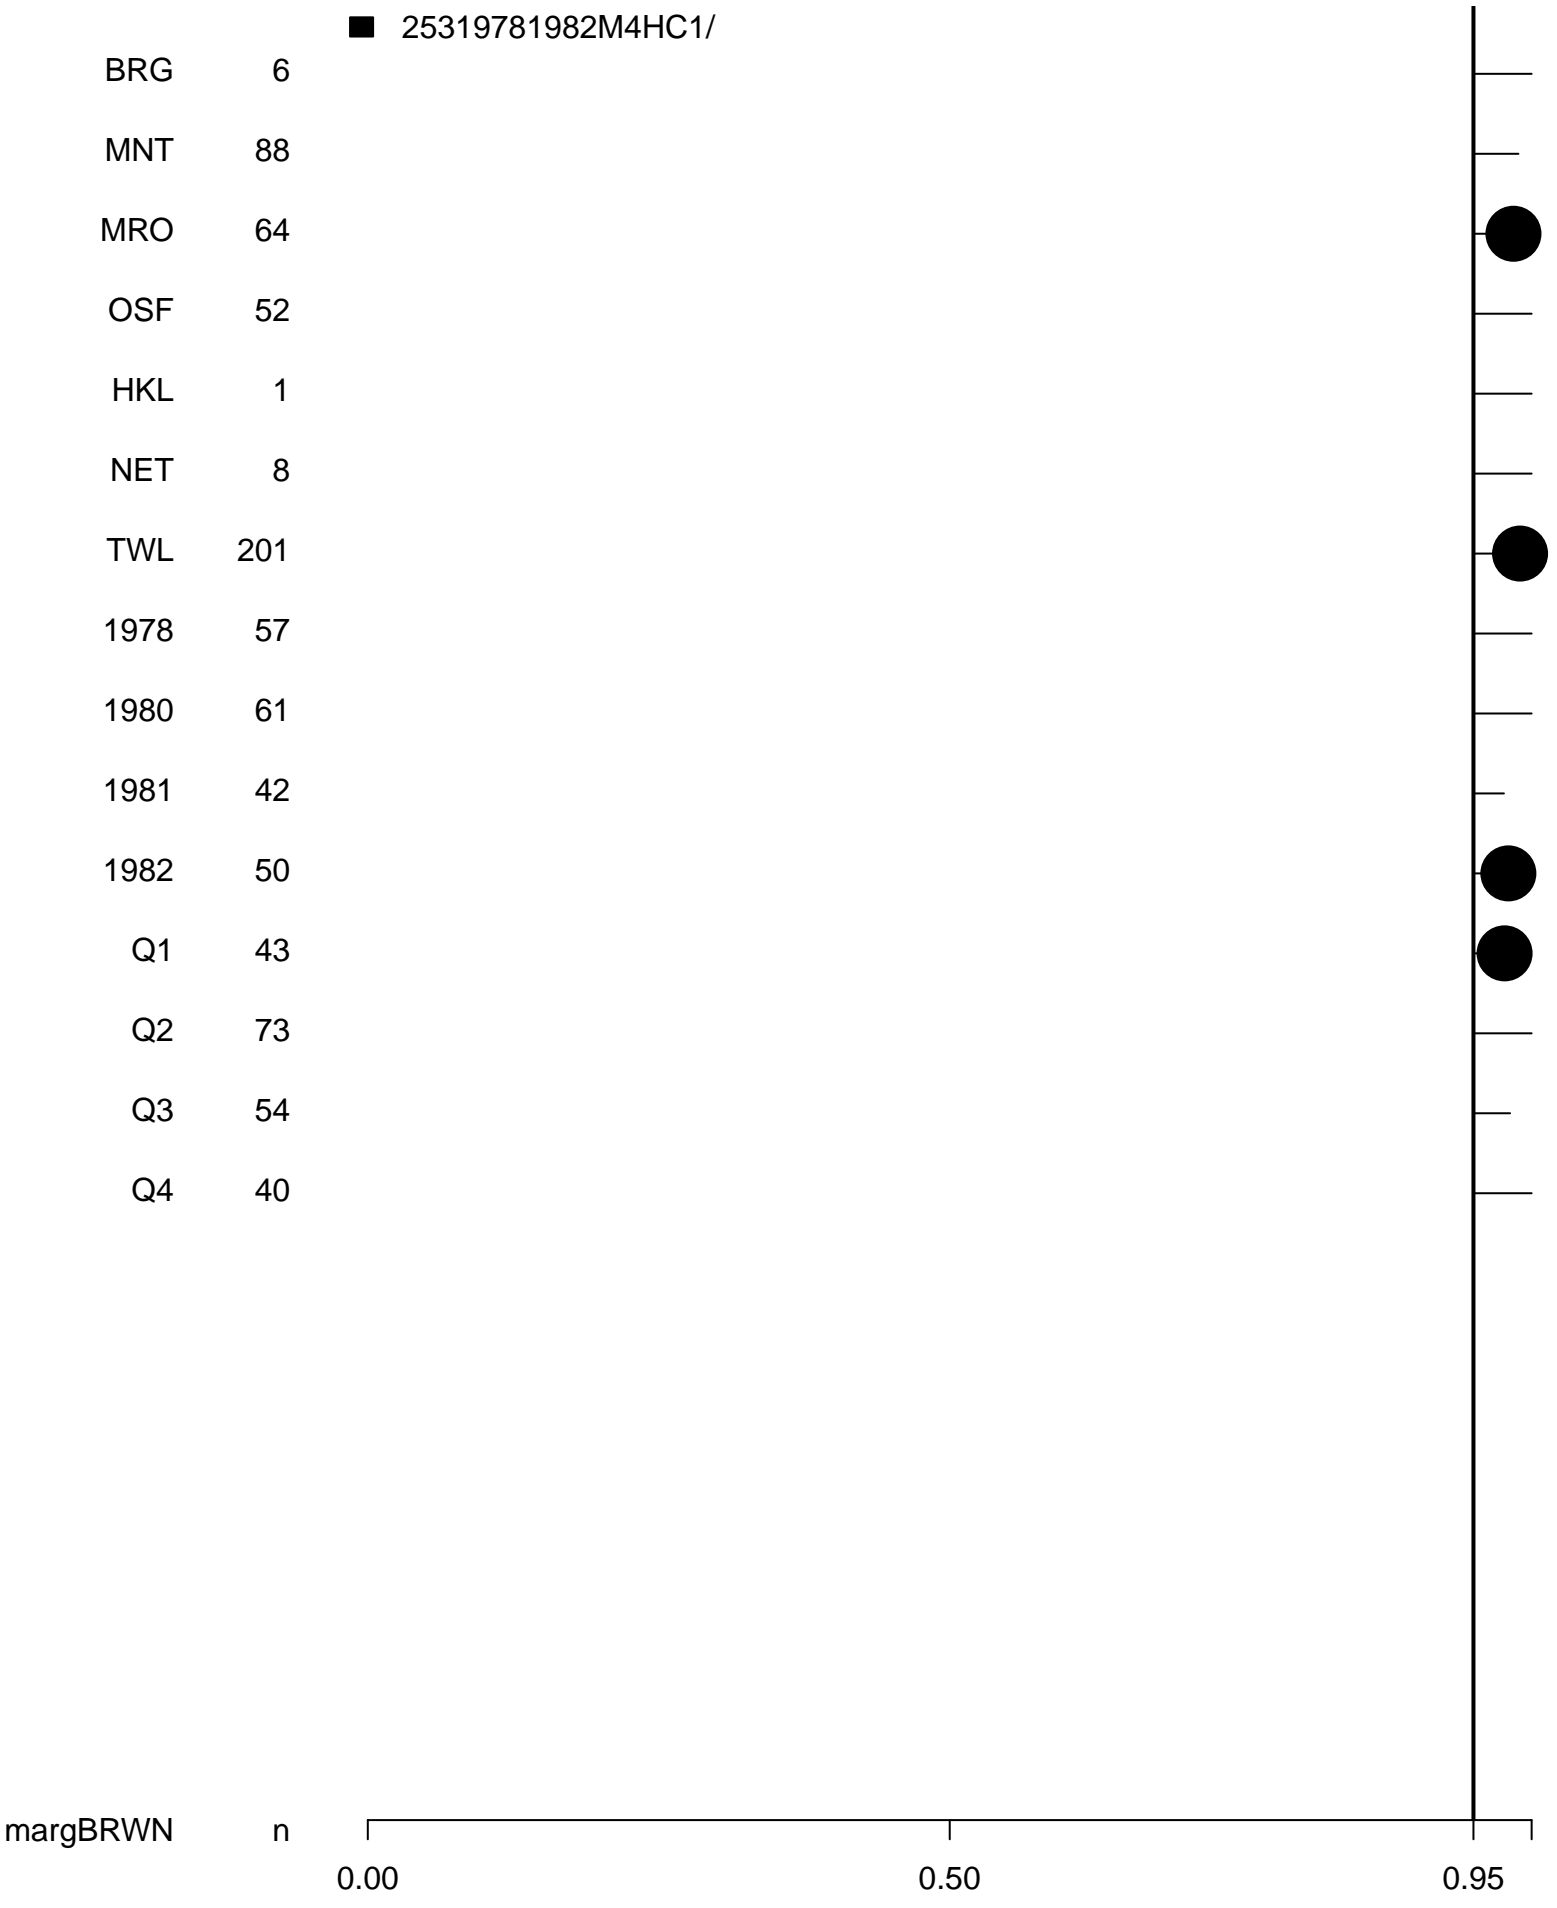 25319781982M4HC1/
BRG 6
MNT 88
MRO 64
OSF 52
HKL 1
NET 8
TWL 201
1978 57
1980 61
1981 42
1982 50
Q1 43
Q2 73
Q3 54
Q4 40
margBRWN n
0.00 0.50 0.95